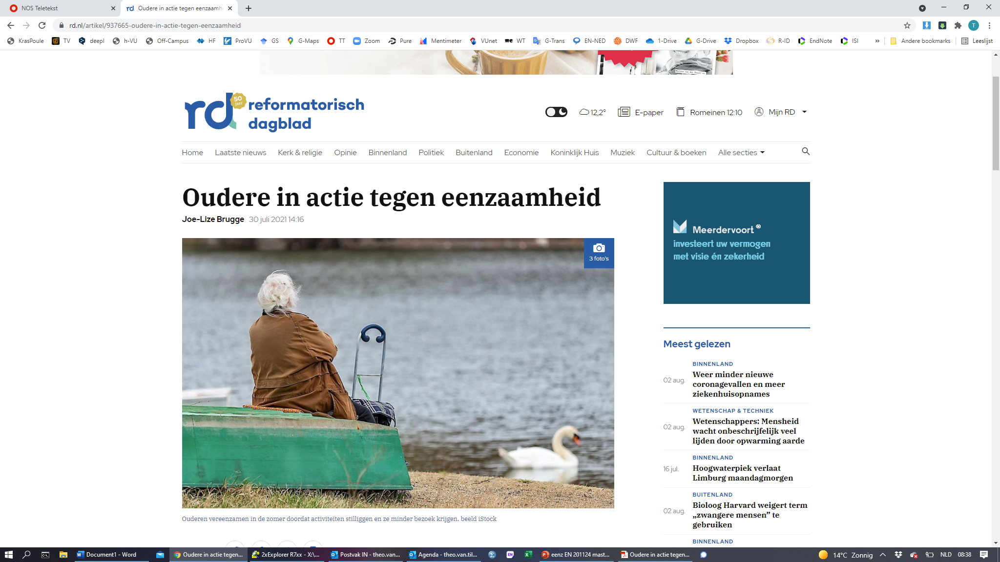 NOS Teletekst
Oudere in actie tegen eenzaamhe
rd.nl/artikel/937665-oudere-in-actie-tegen-eenzaamheid
T
KrasPoule TV deepl h-VU Off-Campus HF ProVU GS G-Maps TT Zoom Pure Mentimeter VUnet WT G-Trans EN-NED DWF 1-Drive G-Drive Dropbox R-ID EndNote ISI » Andere bookmarks Leeslijst
rd 50 jaar reformatorisch
dagblad
12,2° E-paper Romeinen 12:10 Mijn RD
Home Laatste nieuws Kerk & religie Opinie Binnenland Politiek Buitenland Economie Koninklijk Huis Muziek Cultuur & boeken Alle secties
Oudere in actie tegen eenzaamheid
Joe-Lize Brugge 30 juli 2021 14:16
3 foto's
Ouderen vereenzamen in de zomer doordat activiteiten stilliggen en ze minder bezoek krijgen. beeld iStock
Meerdervoort®
investeert uw vermogen
met visie én zekerheid
Meest gelezen
BINNENLAND
02 aug.
Weer minder nieuwe
coronagevallen en meer
ziekenhuisopnames
WETENSCHAP & TECHNIEK
02 aug.
Wetenschappers: Mensheid
wacht onbeschrijfelijk veel
lijden door opwarming aarde
BINNENLAND
16 jul.
Hoogwaterpiek verlaat
Limburg maandagmorgen
BUITENLAND
02 aug.
Bioloog Harvard weigert term
„zwangere mensen” te
gebruiken
BINNENLAND
Document1 - Word Oudere in actie tegen... 2xExplorer R7xx - X:\... Postvak IN - theo.van... Agenda - theo.van.til... EN eenz EN 201124 mast... Oudere in actie tegen... 14°C Zonnig NLD 08:38